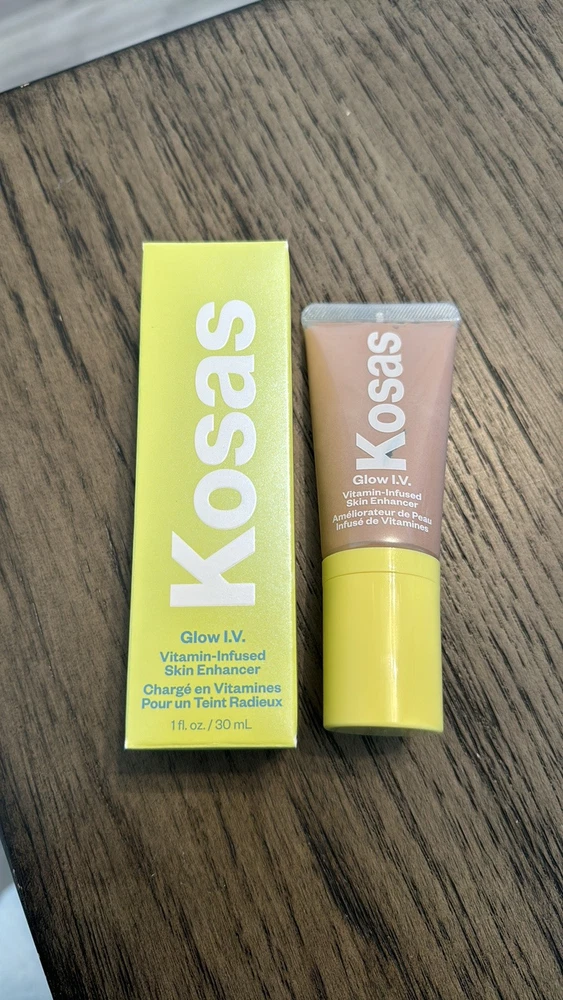 Kosas
Glow I.V.
Vitamin-Infused
Skin Enhancer
Chargé en Vitamines
Pour un Teint Radieux
1 fl. oz. / 30 mL
Kosas
Glow I.V.
Vitamin-Infused
Skin Enhancer
Améliorateur de Peau
Infusé de Vitamines